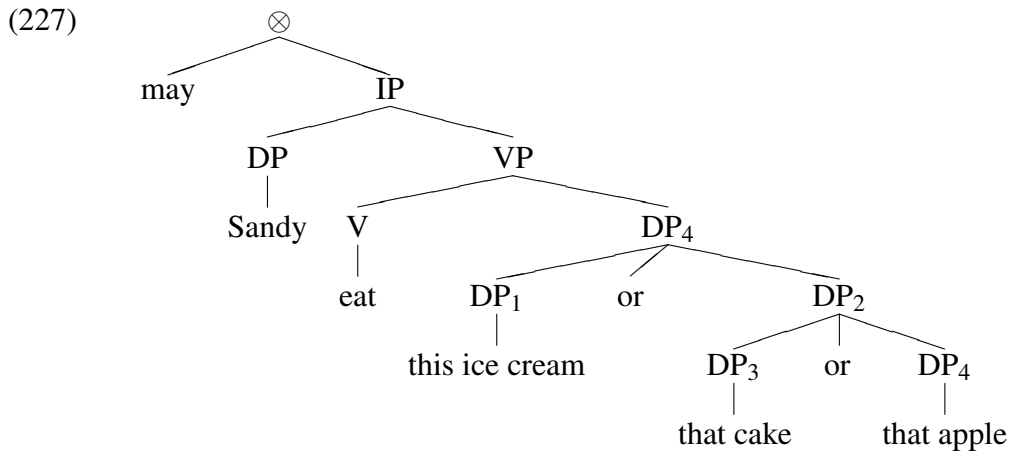 (227) ⊗
may IP
DP VP
Sandy V DP₄
eat DP₁ or DP₂
this ice cream DP₃ or DP₄
that cake that apple